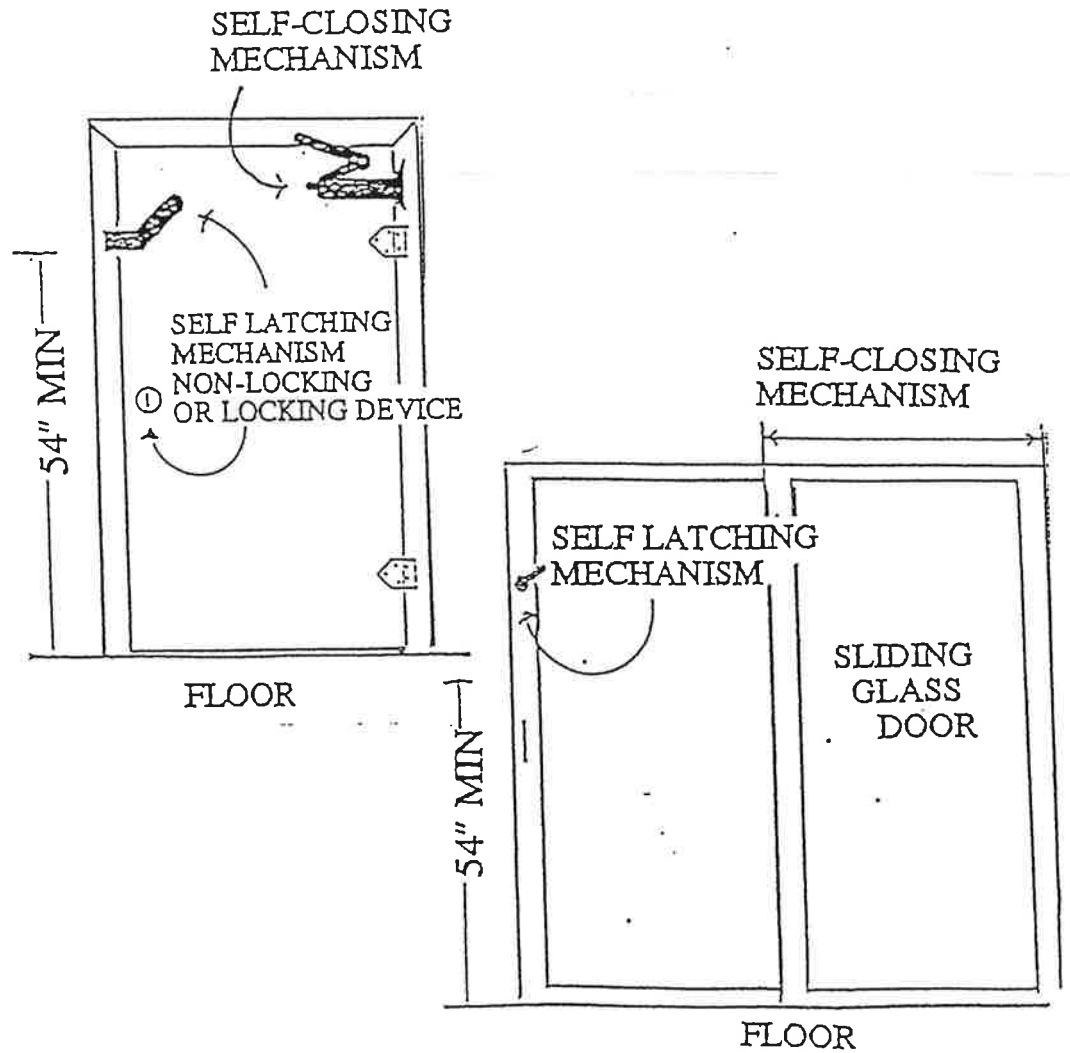 SELF-CLOSING
MECHANISM
54" MIN
SELF LATCHING
MECHANISM
NON-LOCKING
OR LOCKING DEVICE
FLOOR
SELF-CLOSING
MECHANISM
SELF LATCHING
MECHANISM
SLIDING
GLASS
DOOR
54" MIN
FLOOR